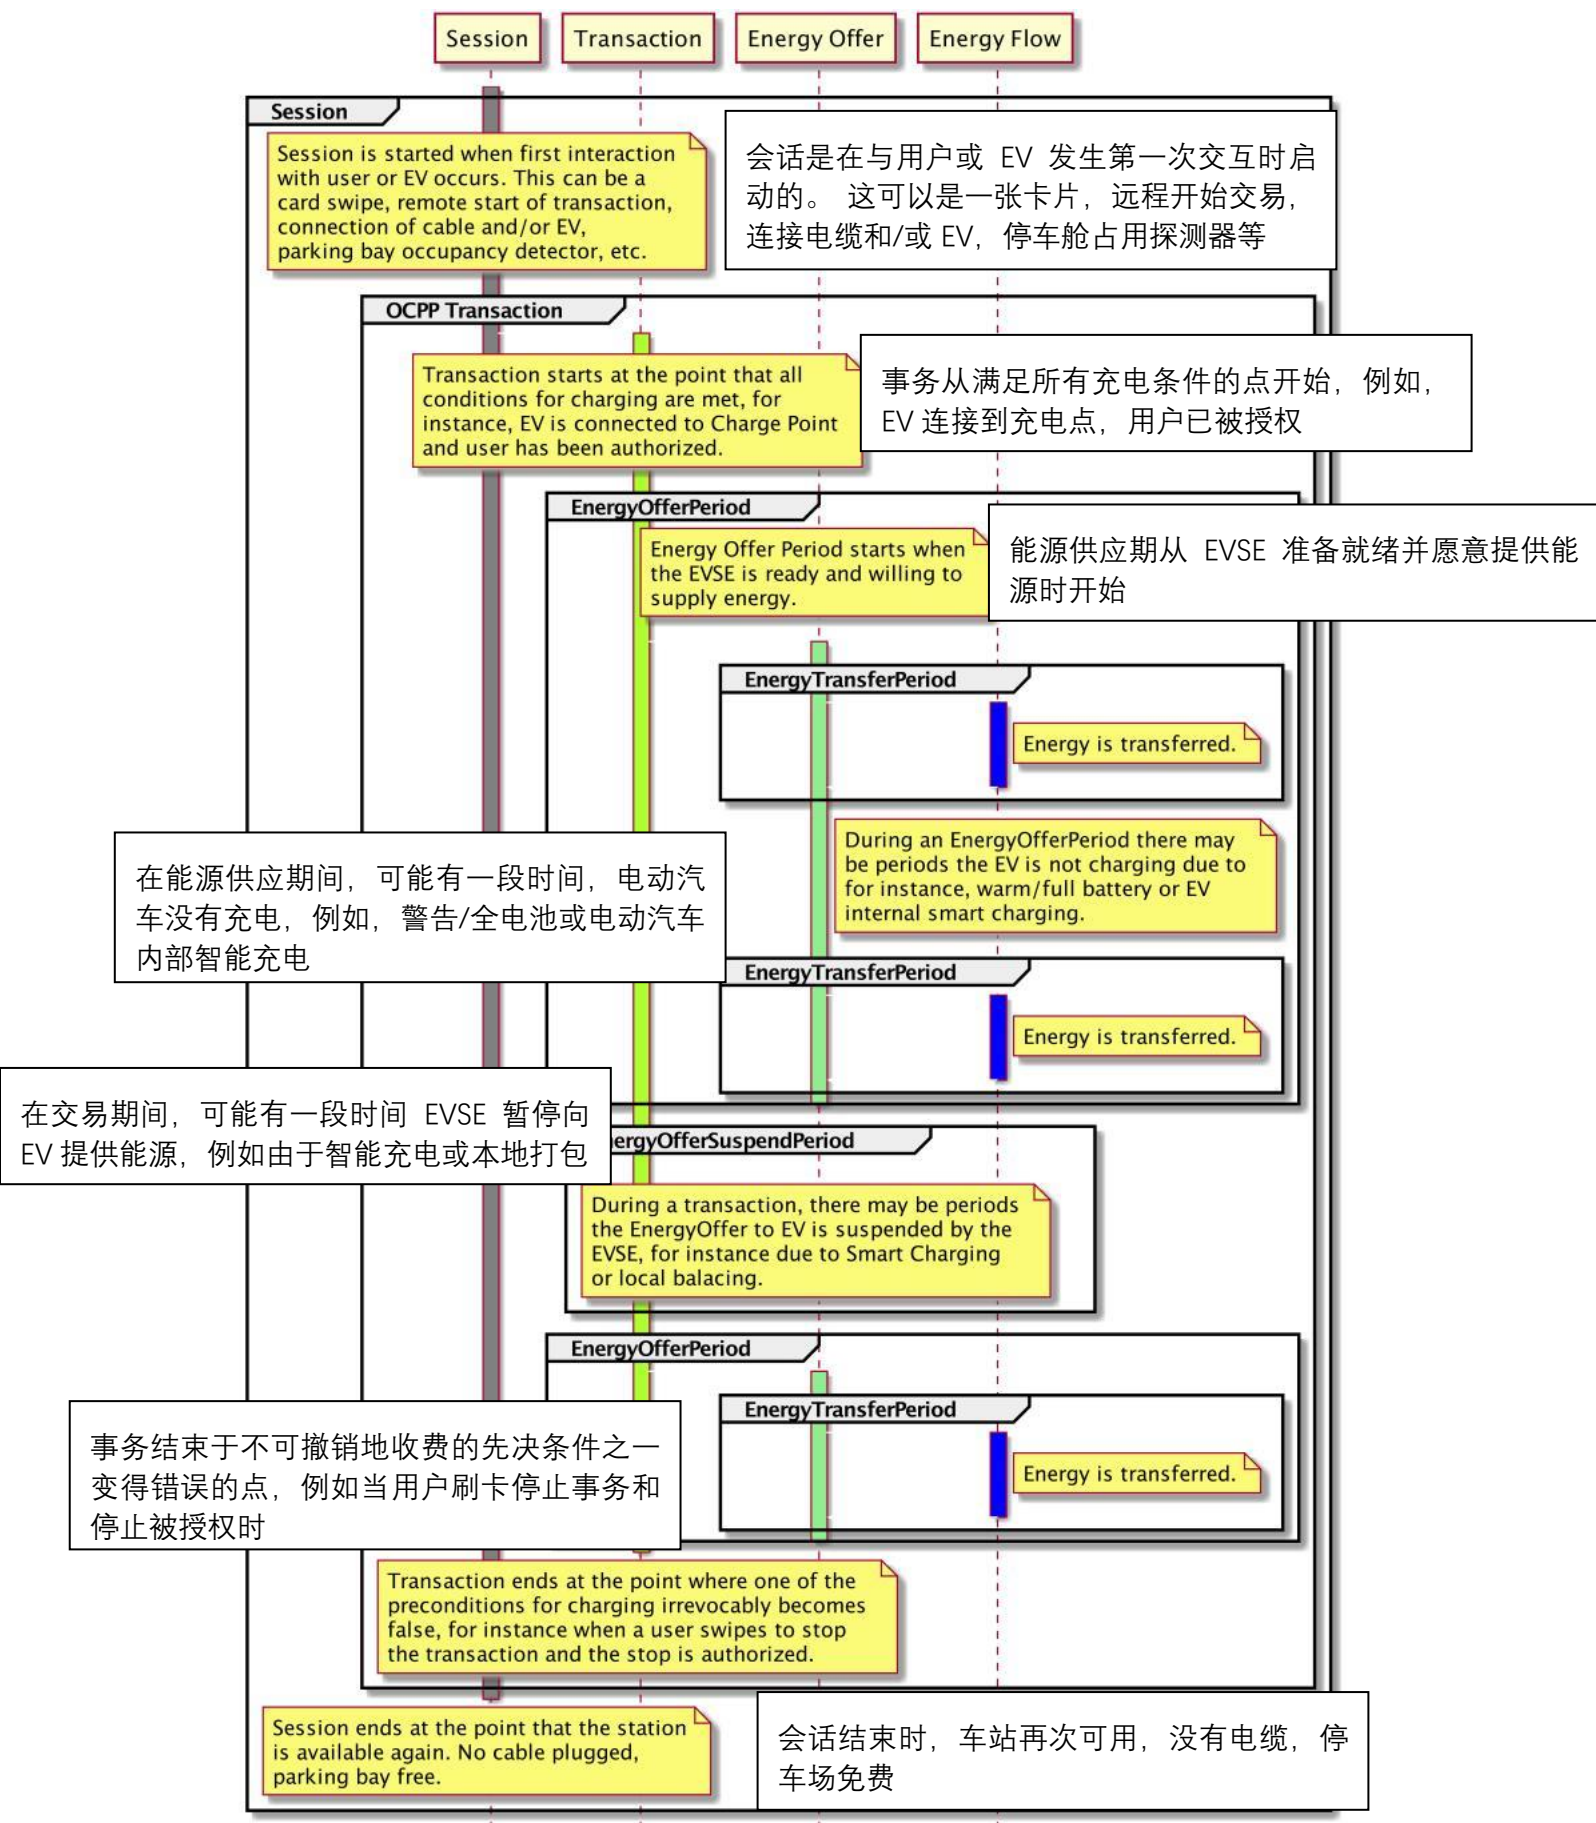 Session
Transaction
Energy Offer
Energy Flow
Session
Session is started when first interaction
with user or EV occurs. This can be a
card swipe, remote start of transaction,
connection of cable and/or EV,
parking bay occupancy detector, etc.
会话是在与用户或 EV 发生第一次交互时启
动的。 这可以是一张卡片，远程开始交易，
连接电缆和/或 EV，停车舱占用探测器等
OCPP Transaction
Transaction starts at the point that all
conditions for charging are met, for
instance, EV is connected to Charge Point
and user has been authorized.
事务从满足所有充电条件的点开始，例如，
EV 连接到充电点，用户已被授权
EnergyOfferPeriod
Energy Offer Period starts when
the EVSE is ready and willing to
supply energy.
能源供应期从 EVSE 准备就绪并愿意提供能
源时开始
EnergyTransferPeriod
Energy is transferred.
During an EnergyOfferPeriod there may
be periods the EV is not charging due to
for instance, warm/full battery or EV
internal smart charging.
在能源供应期间，可能有一段时间，电动汽
车没有充电，例如，警告/全电池或电动汽车
内部智能充电
EnergyTransferPeriod
Energy is transferred.
在交易期间，可能有一段时间 EVSE 暂停向
EV 提供能源，例如由于智能充电或本地打包
ergyOfferSuspendPeriod
During a transaction, there may be periods
the EnergyOffer to EV is suspended by the
EVSE, for instance due to Smart Charging
or local balacing.
EnergyOfferPeriod
EnergyTransferPeriod
Energy is transferred.
事务结束于不可撤销地收费的先决条件之一
变得错误的点，例如当用户刷卡停止事务和
停止被授权时
Transaction ends at the point where one of the
preconditions for charging irrevocably becomes
false, for instance when a user swipes to stop
the transaction and the stop is authorized.
Session ends at the point that the station
is available again. No cable plugged,
parking bay free.
会话结束时，车站再次可用，没有电缆，停
车场免费